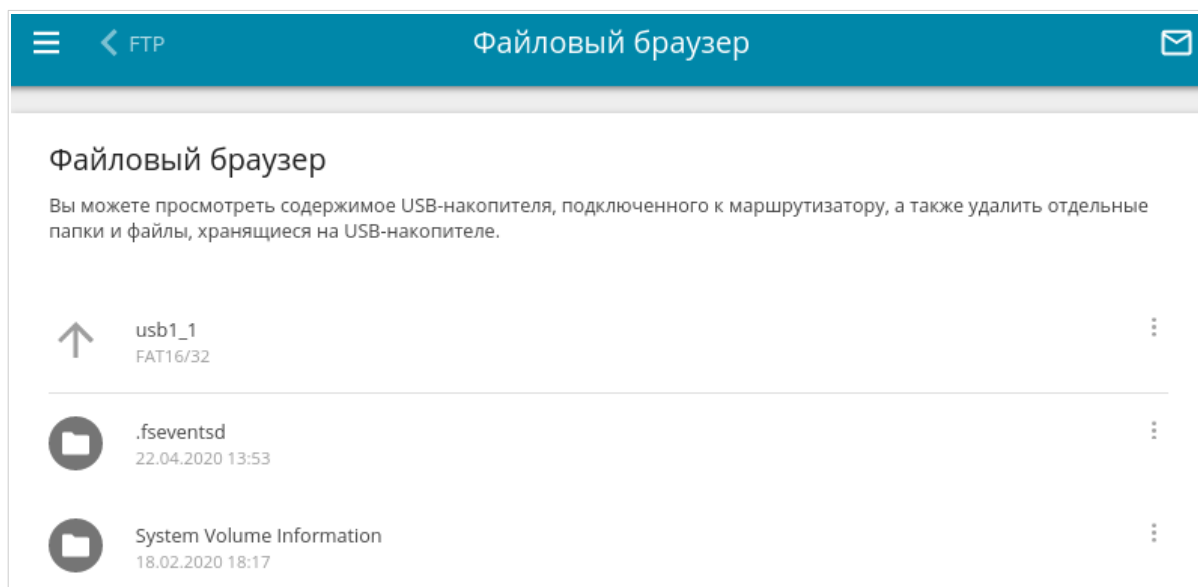 FTP
Файловый браузер
Файловый браузер
Вы можете просмотреть содержимое USB-накопителя, подключенного к маршрутизатору, а также удалить отдельные
папки и файлы, хранящиеся на USB-накопителе.
usb1_1
FAT16/32
.fseventsd
22.04.2020 13:53
System Volume Information
18.02.2020 18:17